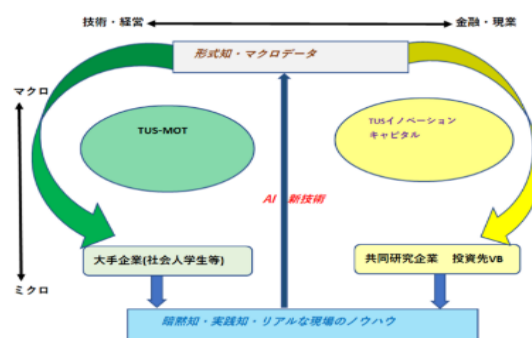 技術・経営
金融・現業
形式知・マクロデータ
マクロ
TUS-MOT
TUSイノベーション
キャピタル
AI 新技術
大手企業(社会人学生等)
共同研究企業 投資先VB
ミクロ
暗黙知・実践知・リアルな現場のノウハウ